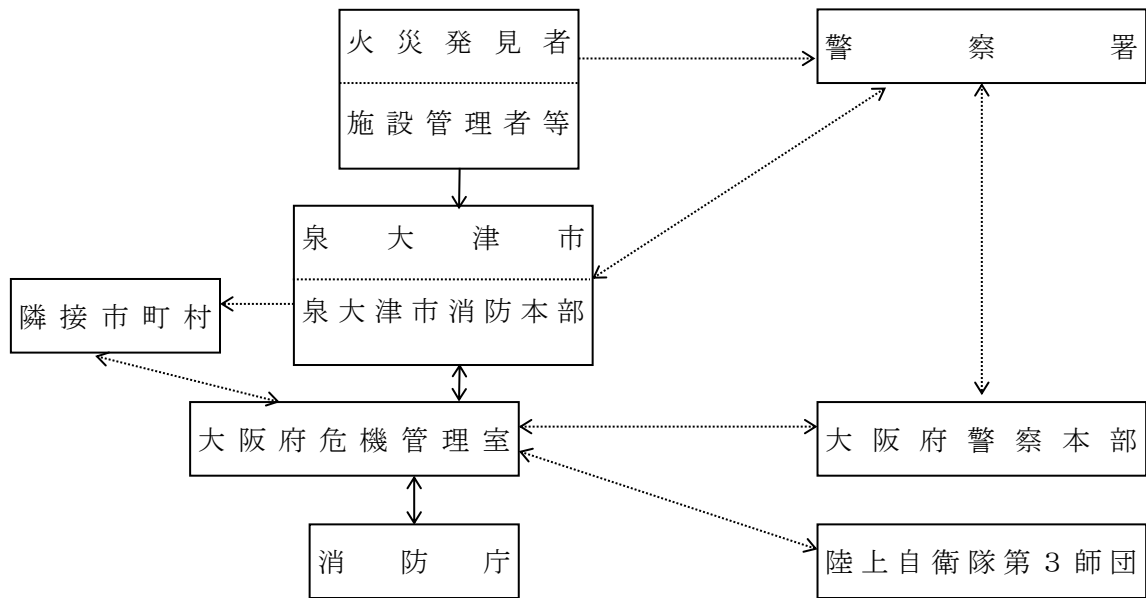 火災発見者
警察署
施設管理者等
泉大津市
泉大津市消防本部
隣接市町村
大阪府危機管理室
大阪府警察本部
消防庁
陸上自衛隊第３師団